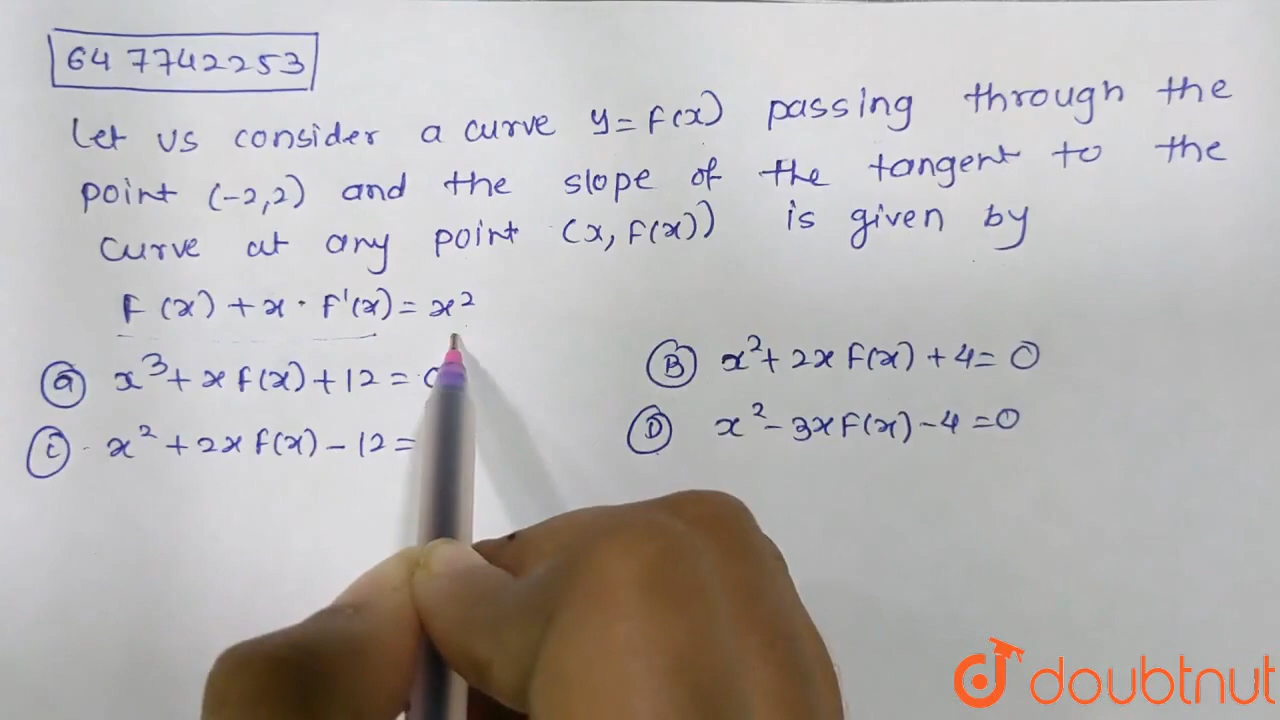 64 7742253
Let us consider a curve y = f(x) passing through the
point (-2,2) and the slope of the tangent to the
curve at any point (x, f(x)) is given by
F(x) + x · F'(x) = x²
(a) x³ + x f(x) + 12 =
(B) x² + 2x f(x) + 4 = 0
(C) x² + 2x f(x) - 12 =
(D) x² - 3x f(x) - 4 = 0
doubtnut